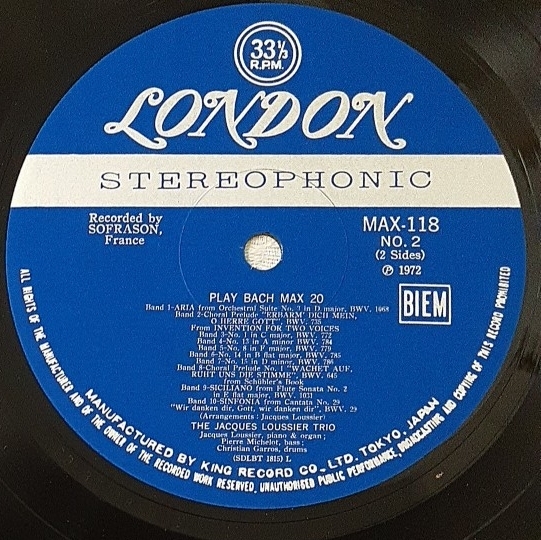 33⅓
R.P.M.
LONDON
STEREOPHONIC
Recorded by
SOFRASON,
France
MAX-118
NO. 2
(2 Sides)
Ⓟ 1972
BIEM
PLAY BACH MAX 20
Band 1-ARIA from Orchestral Suite No. 3 in D major, BWV. 1068
Band 2-Choral Prelude "ERBARM' DICH MEIN,
O HERRE GOTT", BWV. 735
From INVENTION FOR TWO VOICES
Band 3-No. 1 in C major, BWV. 772
Band 4-No. 13 in A minor, BWV. 784
Band 5-No. 8 in F major, BWV. 779
Band 6-No. 14 in B flat major, BWV. 785
Band 7-No. 15 in D minor, BWV. 786
Band 8-Choral Prelude No. 1 "WACHET AUF,
RUHT UNS DIE STIMME", BWV. 645
from Schübler's Book
Band 9-SICILIANO from Flute Sonata No. 2
in E flat major, BWV. 1031
Band 10-SINFONIA from Cantata No. 29
"Wir danken dir, Gott, wir danken dir", BWV. 29
(Arrangements : Jacques Loussier)
THE JACQUES LOUSSIER TRIO
Jacques Loussier, piano & organ ;
Pierre Michelot, bass ;
Christian Garros, drums
(SDLBT 1815) L
MANUFACTURED BY KING RECORD CO., LTD. TOKYO, JAPAN
ALL RIGHTS OF THE MANUFACTURER AND OF THE OWNER OF THE RECORDED WORK RESERVED, UNAUTHORISED PUBLIC PERFORMANCE, BROADCASTING AND COPYING OF THIS RECORD PROHIBITED